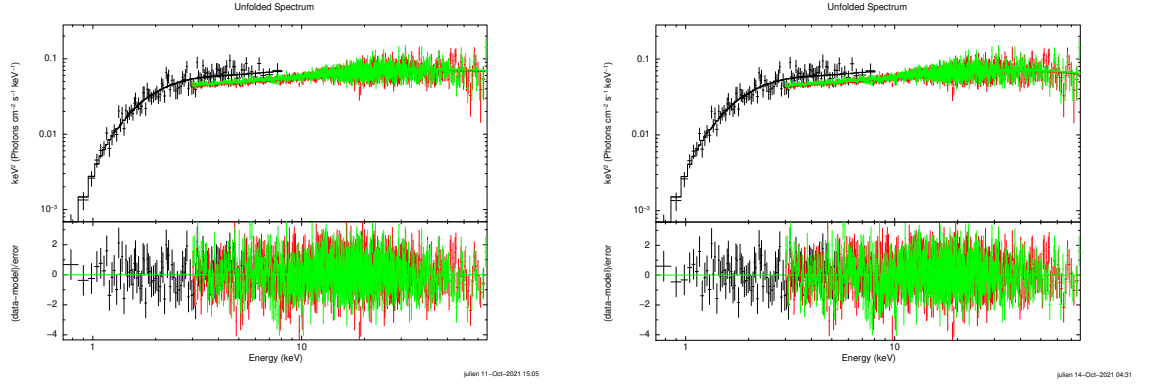 Unfolded Spectrum
keV² (Photons cm⁻² s⁻¹ keV⁻¹)
0.1
0.01
10⁻³
(data−model)/error
2
0
−2
−4
1
10
Energy (keV)
julien 11−Oct−2021 15:05
Unfolded Spectrum
keV² (Photons cm⁻² s⁻¹ keV⁻¹)
0.1
0.01
10⁻³
(data−model)/error
2
0
−2
−4
1
10
Energy (keV)
julien 14−Oct−2021 04:31